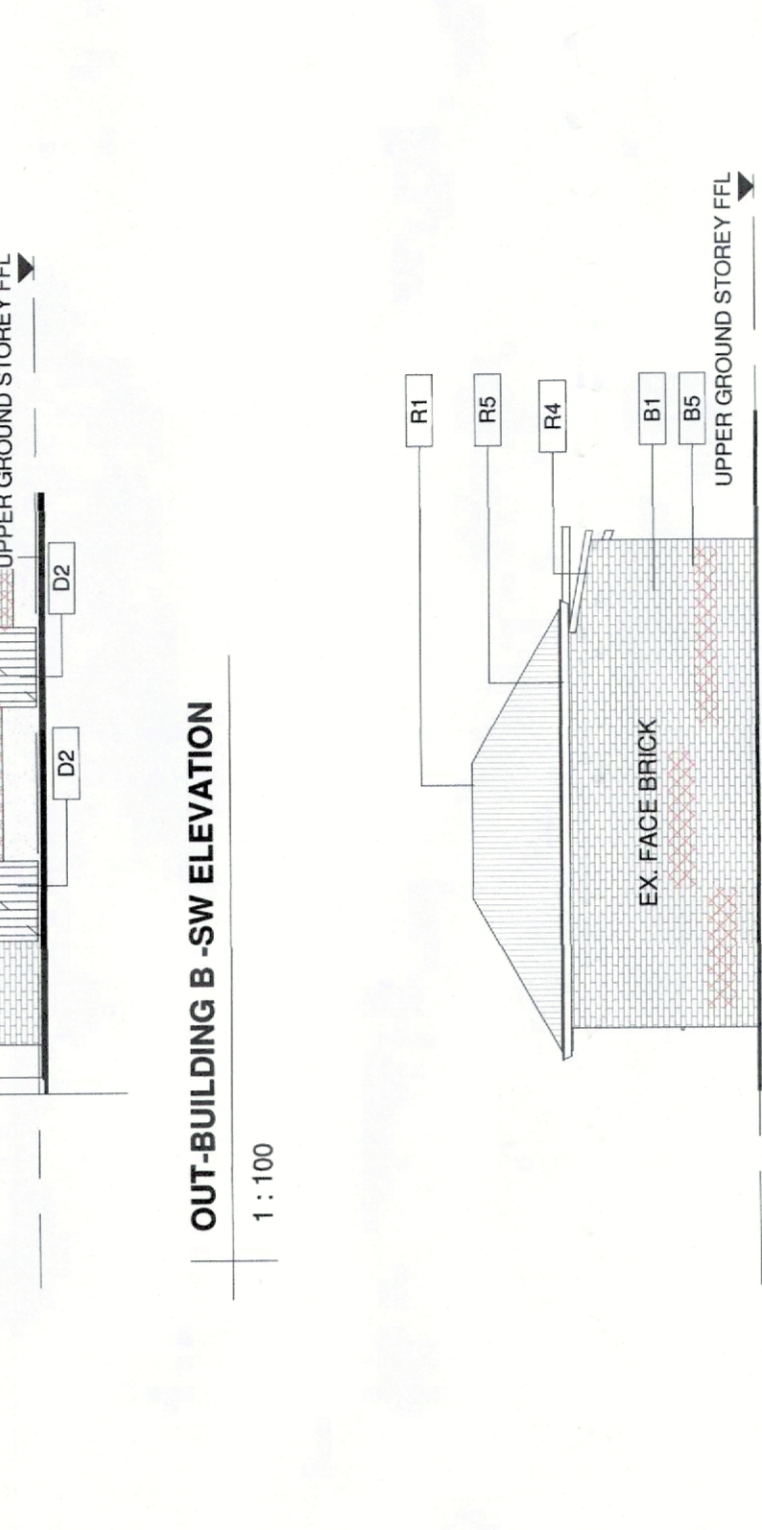 UPPER GROUND STOREY FFL
D2
D2
OUT-BUILDING B -SW ELEVATION
1 : 100
R1
R5
R4
B1
B5
EX. FACE BRICK
UPPER GROUND STOREY FFL